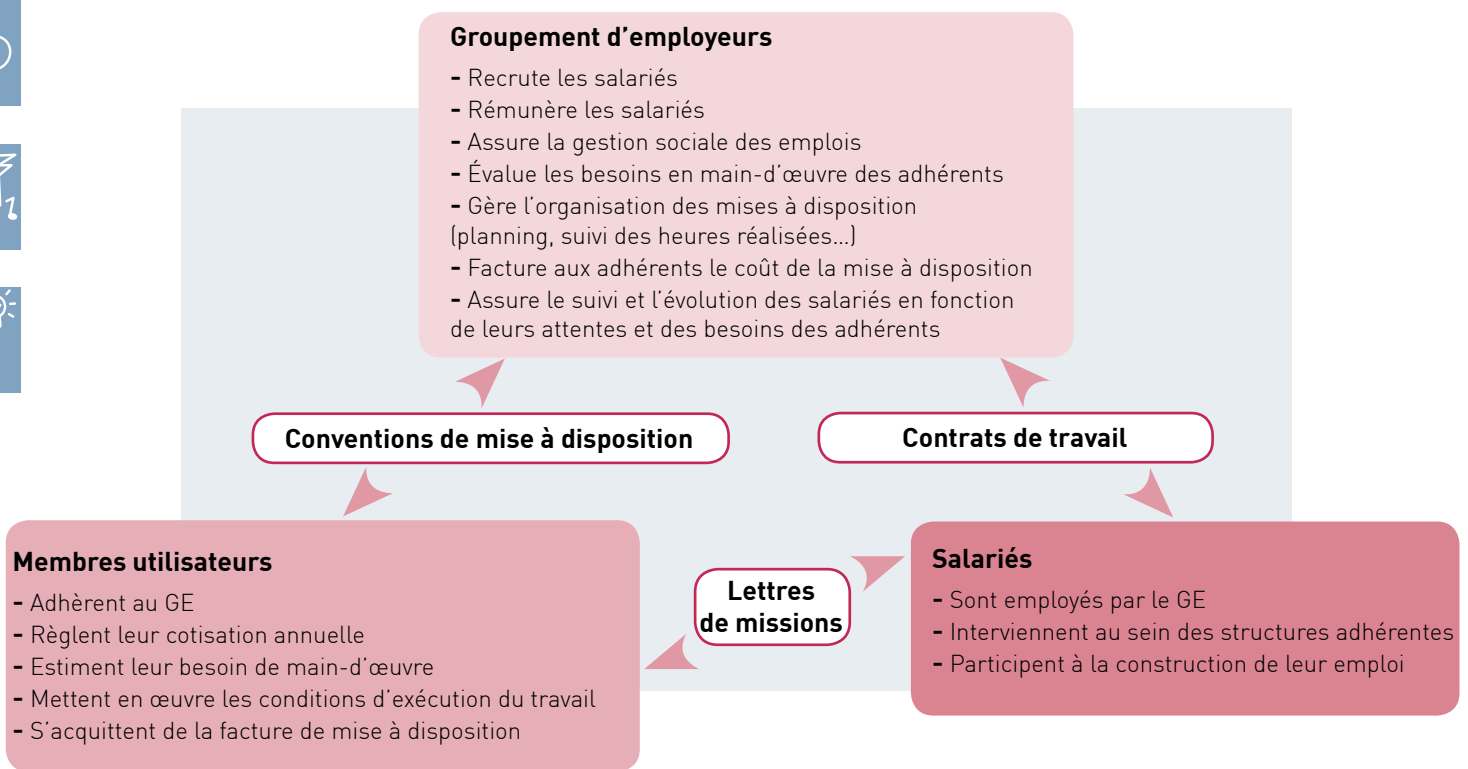 Groupement d'employeurs
- Recrute les salariés
- Rémunère les salariés
- Assure la gestion sociale des emplois
- Évalue les besoins en main-d'œuvre des adhérents
- Gère l'organisation des mises à disposition
(planning, suivi des heures réalisées…)
- Facture aux adhérents le coût de la mise à disposition
- Assure le suivi et l'évolution des salariés en fonction
de leurs attentes et des besoins des adhérents
Conventions de mise à disposition
Contrats de travail
Membres utilisateurs
- Adhèrent au GE
- Règlent leur cotisation annuelle
- Estiment leur besoin de main-d'œuvre
- Mettent en œuvre les conditions d'exécution du travail
- S'acquittent de la facture de mise à disposition
Lettres
de missions
Salariés
- Sont employés par le GE
- Interviennent au sein des structures adhérentes
- Participent à la construction de leur emploi